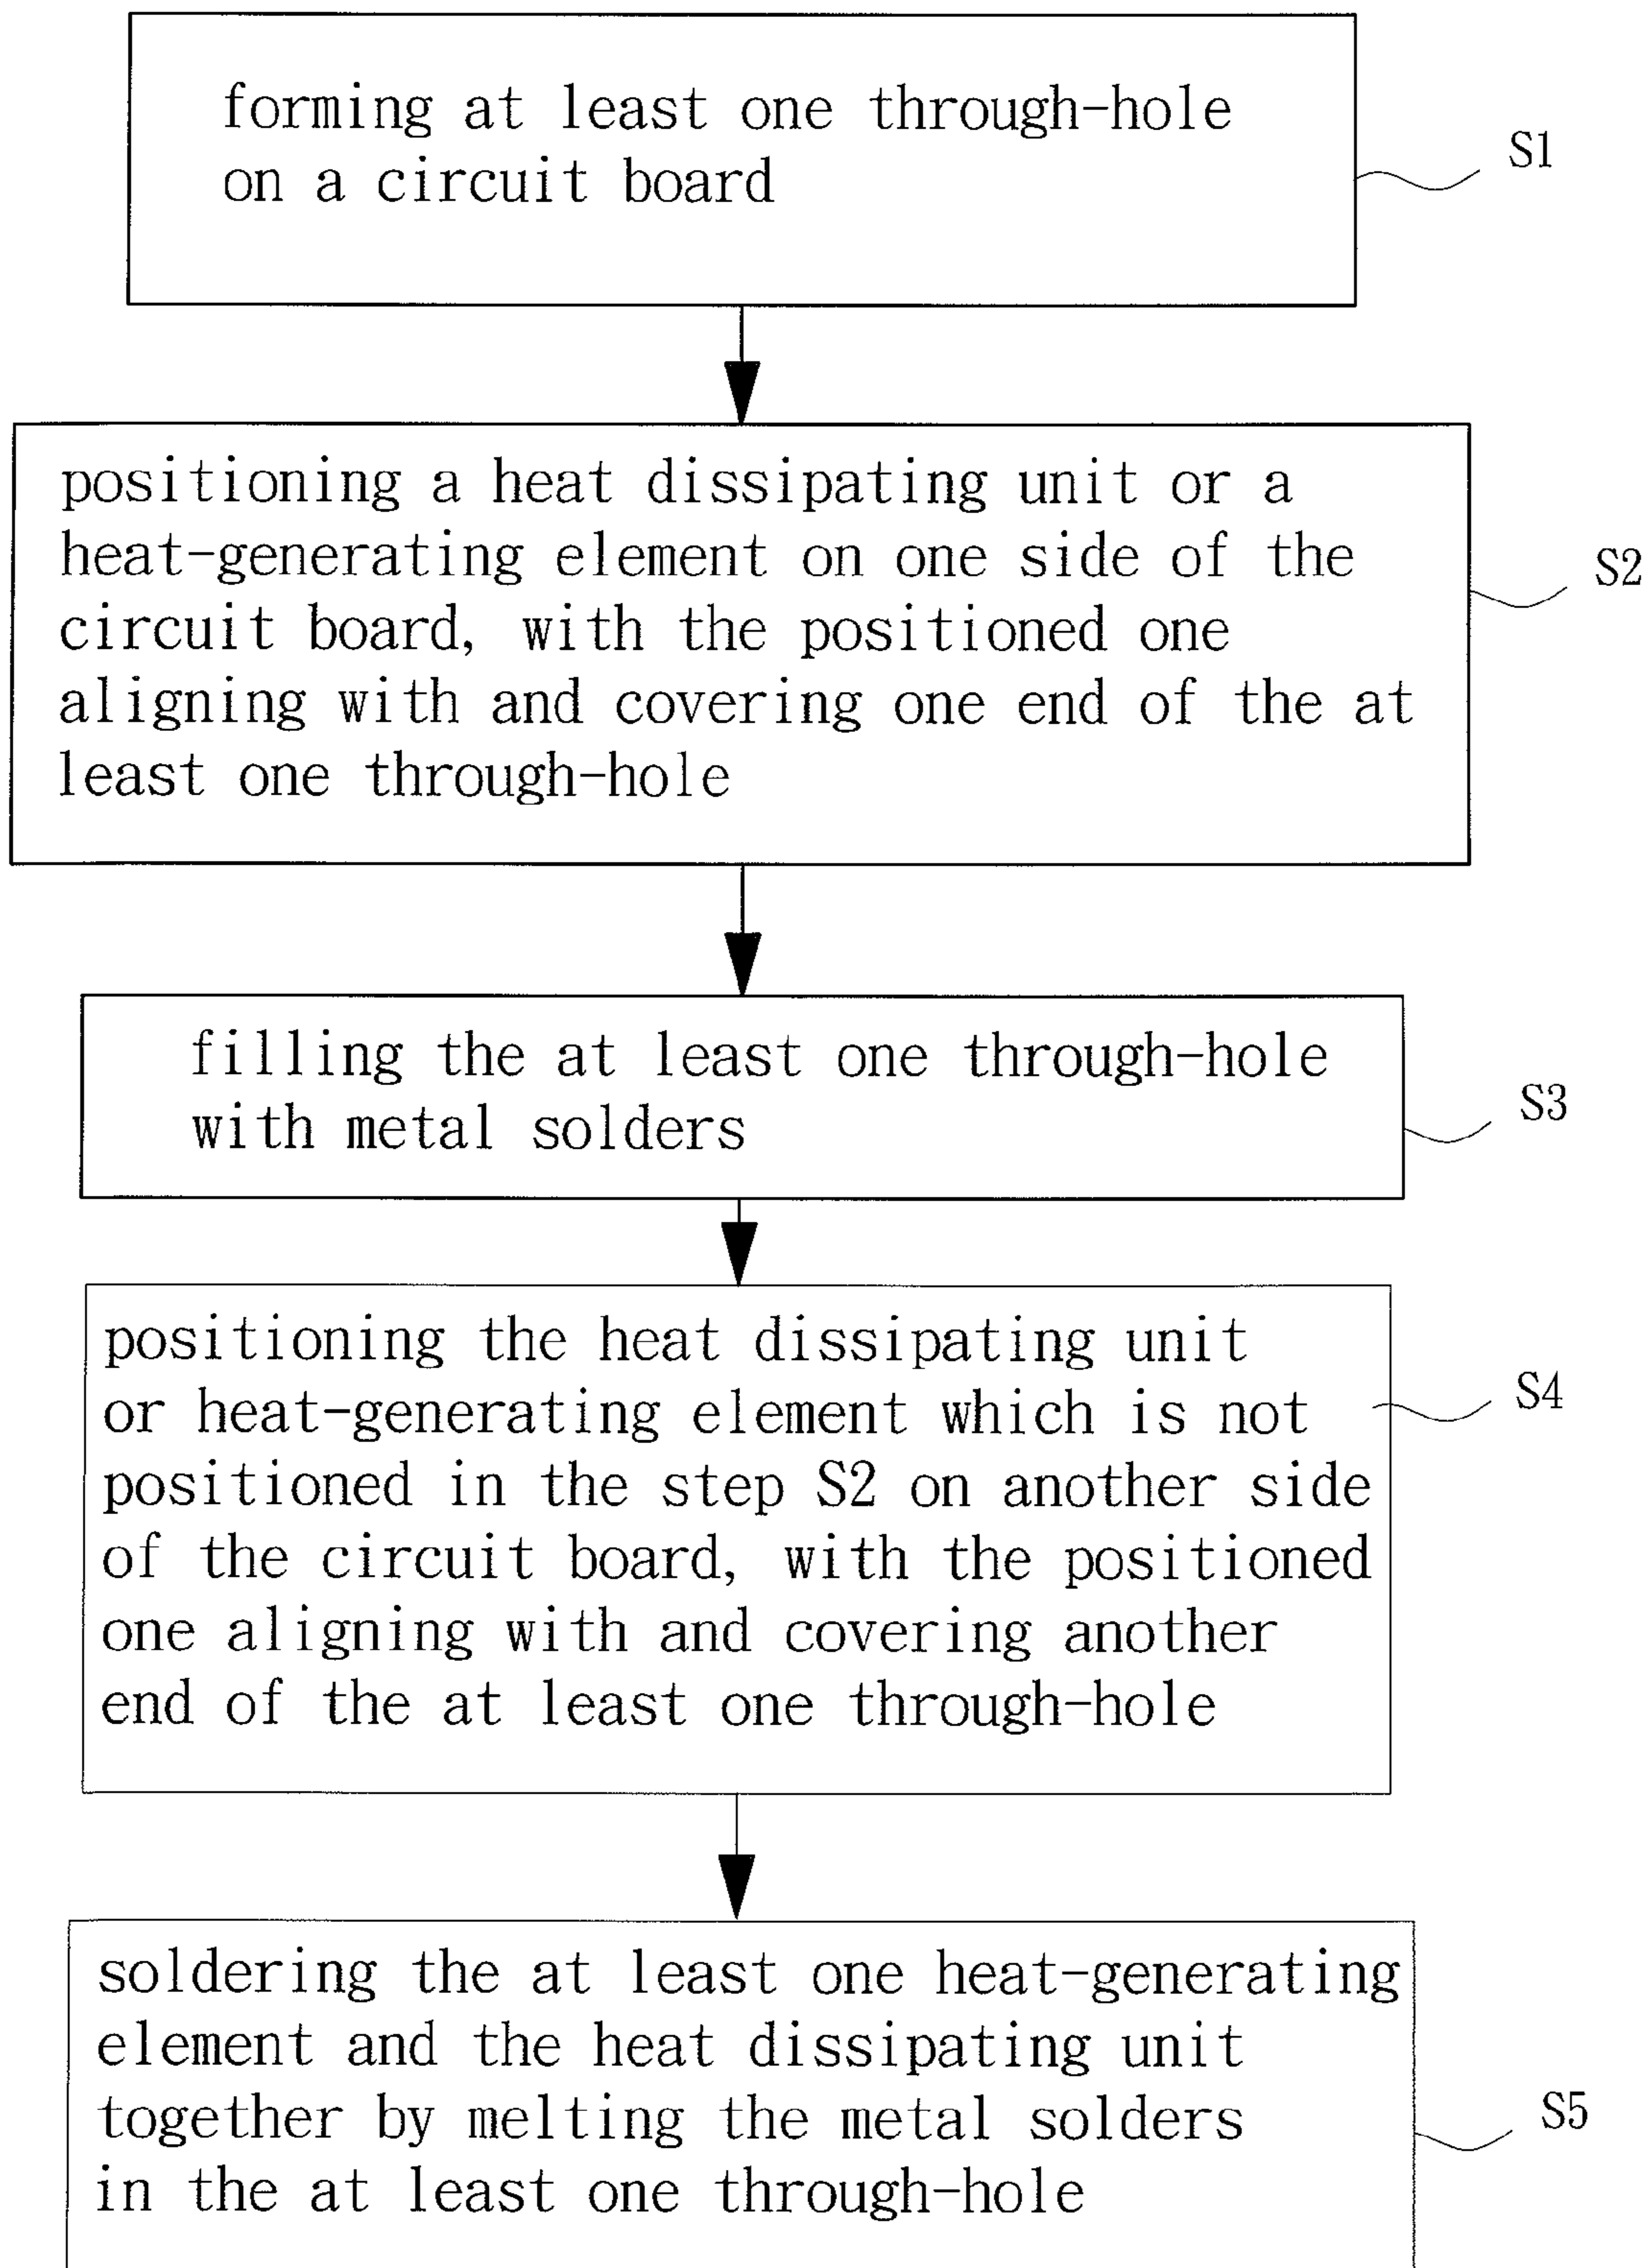 forming at least one through-hole
on a circuit board
S1
positioning a heat dissipating unit or a
heat-generating element on one side of the
circuit board, with the positioned one
aligning with and covering one end of the at
least one through-hole
S2
filling the at least one through-hole
with metal solders
S3
positioning the heat dissipating unit
or heat-generating element which is not
positioned in the step S2 on another side
of the circuit board, with the positioned
one aligning with and covering another
end of the at least one through-hole
S4
soldering the at least one heat-generating
element and the heat dissipating unit
together by melting the metal solders
in the at least one through-hole
S5